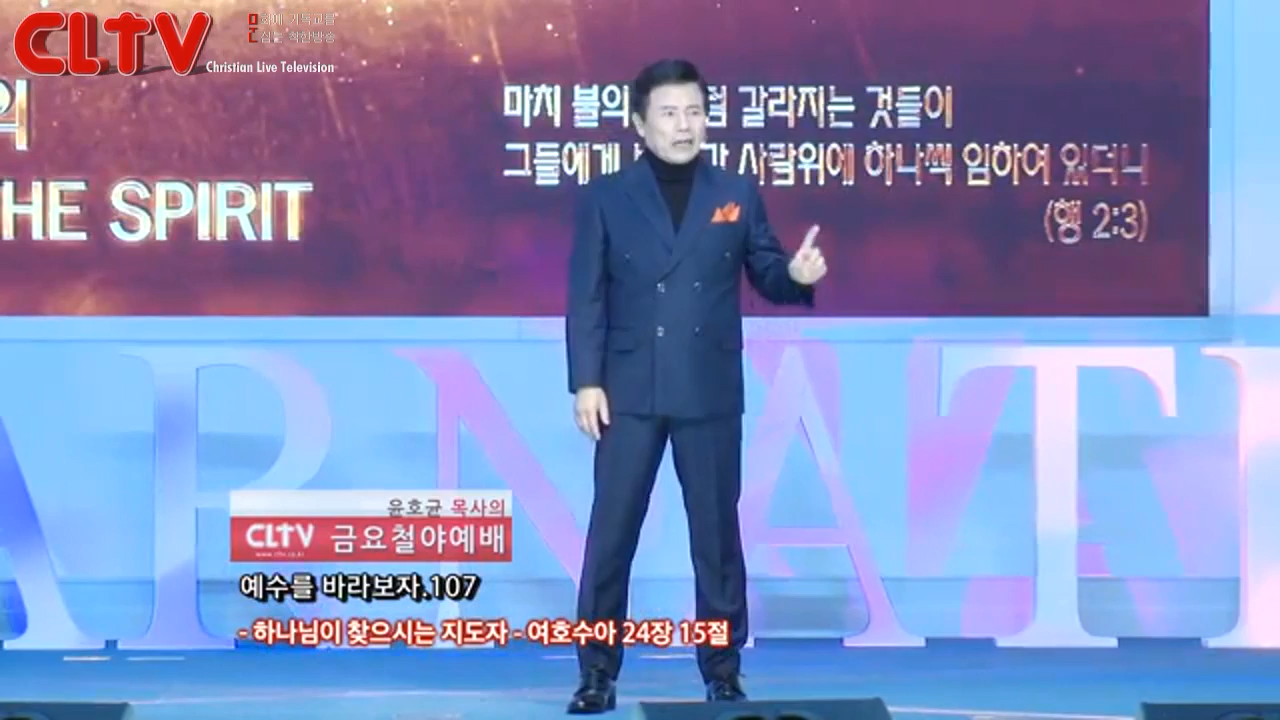 CLTV
Christian Live Television
의
HE SPIRIT
마치 불의 럼 갈라지는 것들이
그들에게 각 사람위에 하나씩 임하여 있더니
(행 2:3)
ARNATI
윤호균 목사의
CLTV 금요철야예배
예수를 바라보자.107
- 하나님이 찾으시는 지도자 - 여호수아 24장 15절